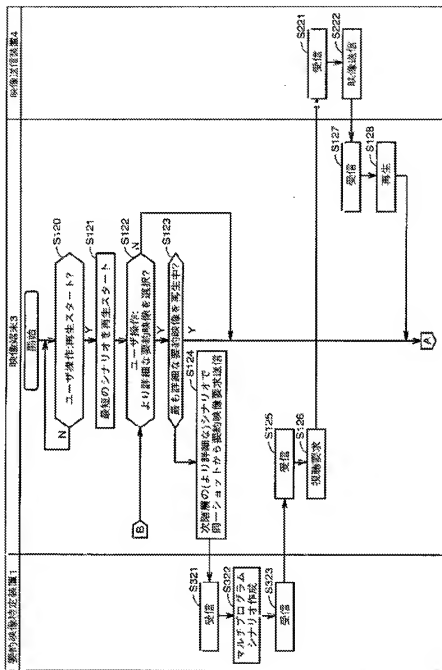 要約映像特定装置1
映像端末3
映像送信装置4
開始
S120
ユーザ操作:再生スタート?
N
Y
S121
最短のシナリオを再生スタート
S122
ユーザ操作:
より詳細な要約映像を選択?
N
Y
B
S123
最も詳細な要約映像を再生中?
Y
S124
次階層の(より詳細な)シナリオで
同一ショットから要約映像要求送信
S321
受信
S322
マルチプログラム
シナリオ作成
S323
受信
S125
受信
S126
視聴要求
S221
受信
S222
映像送信
S127
受信
S128
再生
A